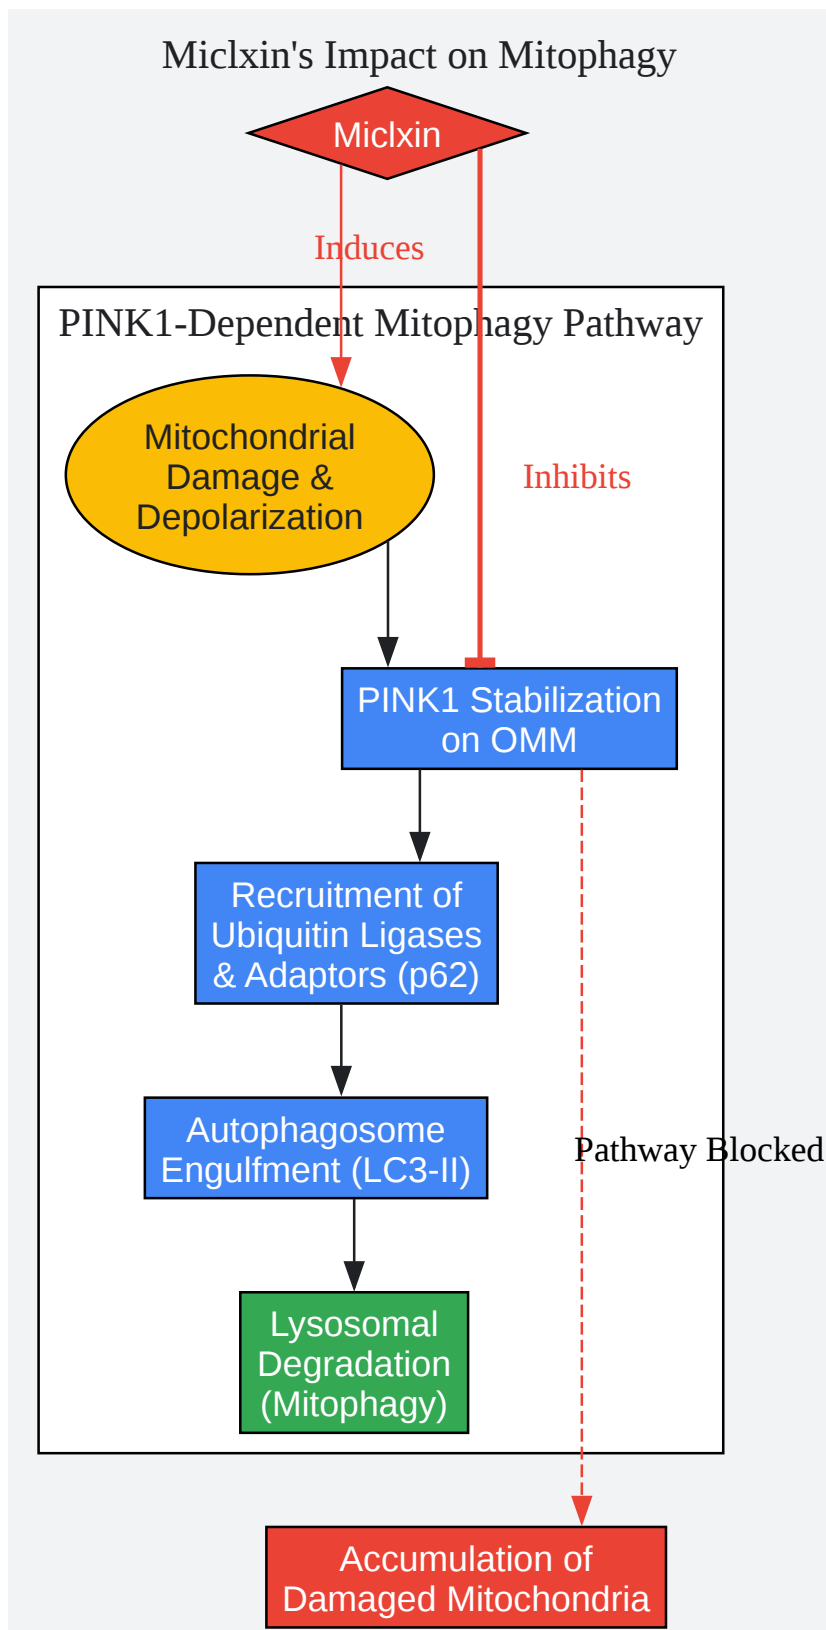 Miclxin's Impact on Mitophagy
Miclxin
Induces
PINK1-Dependent Mitophagy Pathway
Mitochondrial
Damage &
Depolarization
Inhibits
PINK1 Stabilization
on OMM
Recruitment of
Ubiquitin Ligases
& Adaptors (p62)
Autophagosome
Engulfment (LC3-II)
Pathway Blocked
Lysosomal
Degradation
(Mitophagy)
Accumulation of
Damaged Mitochondria